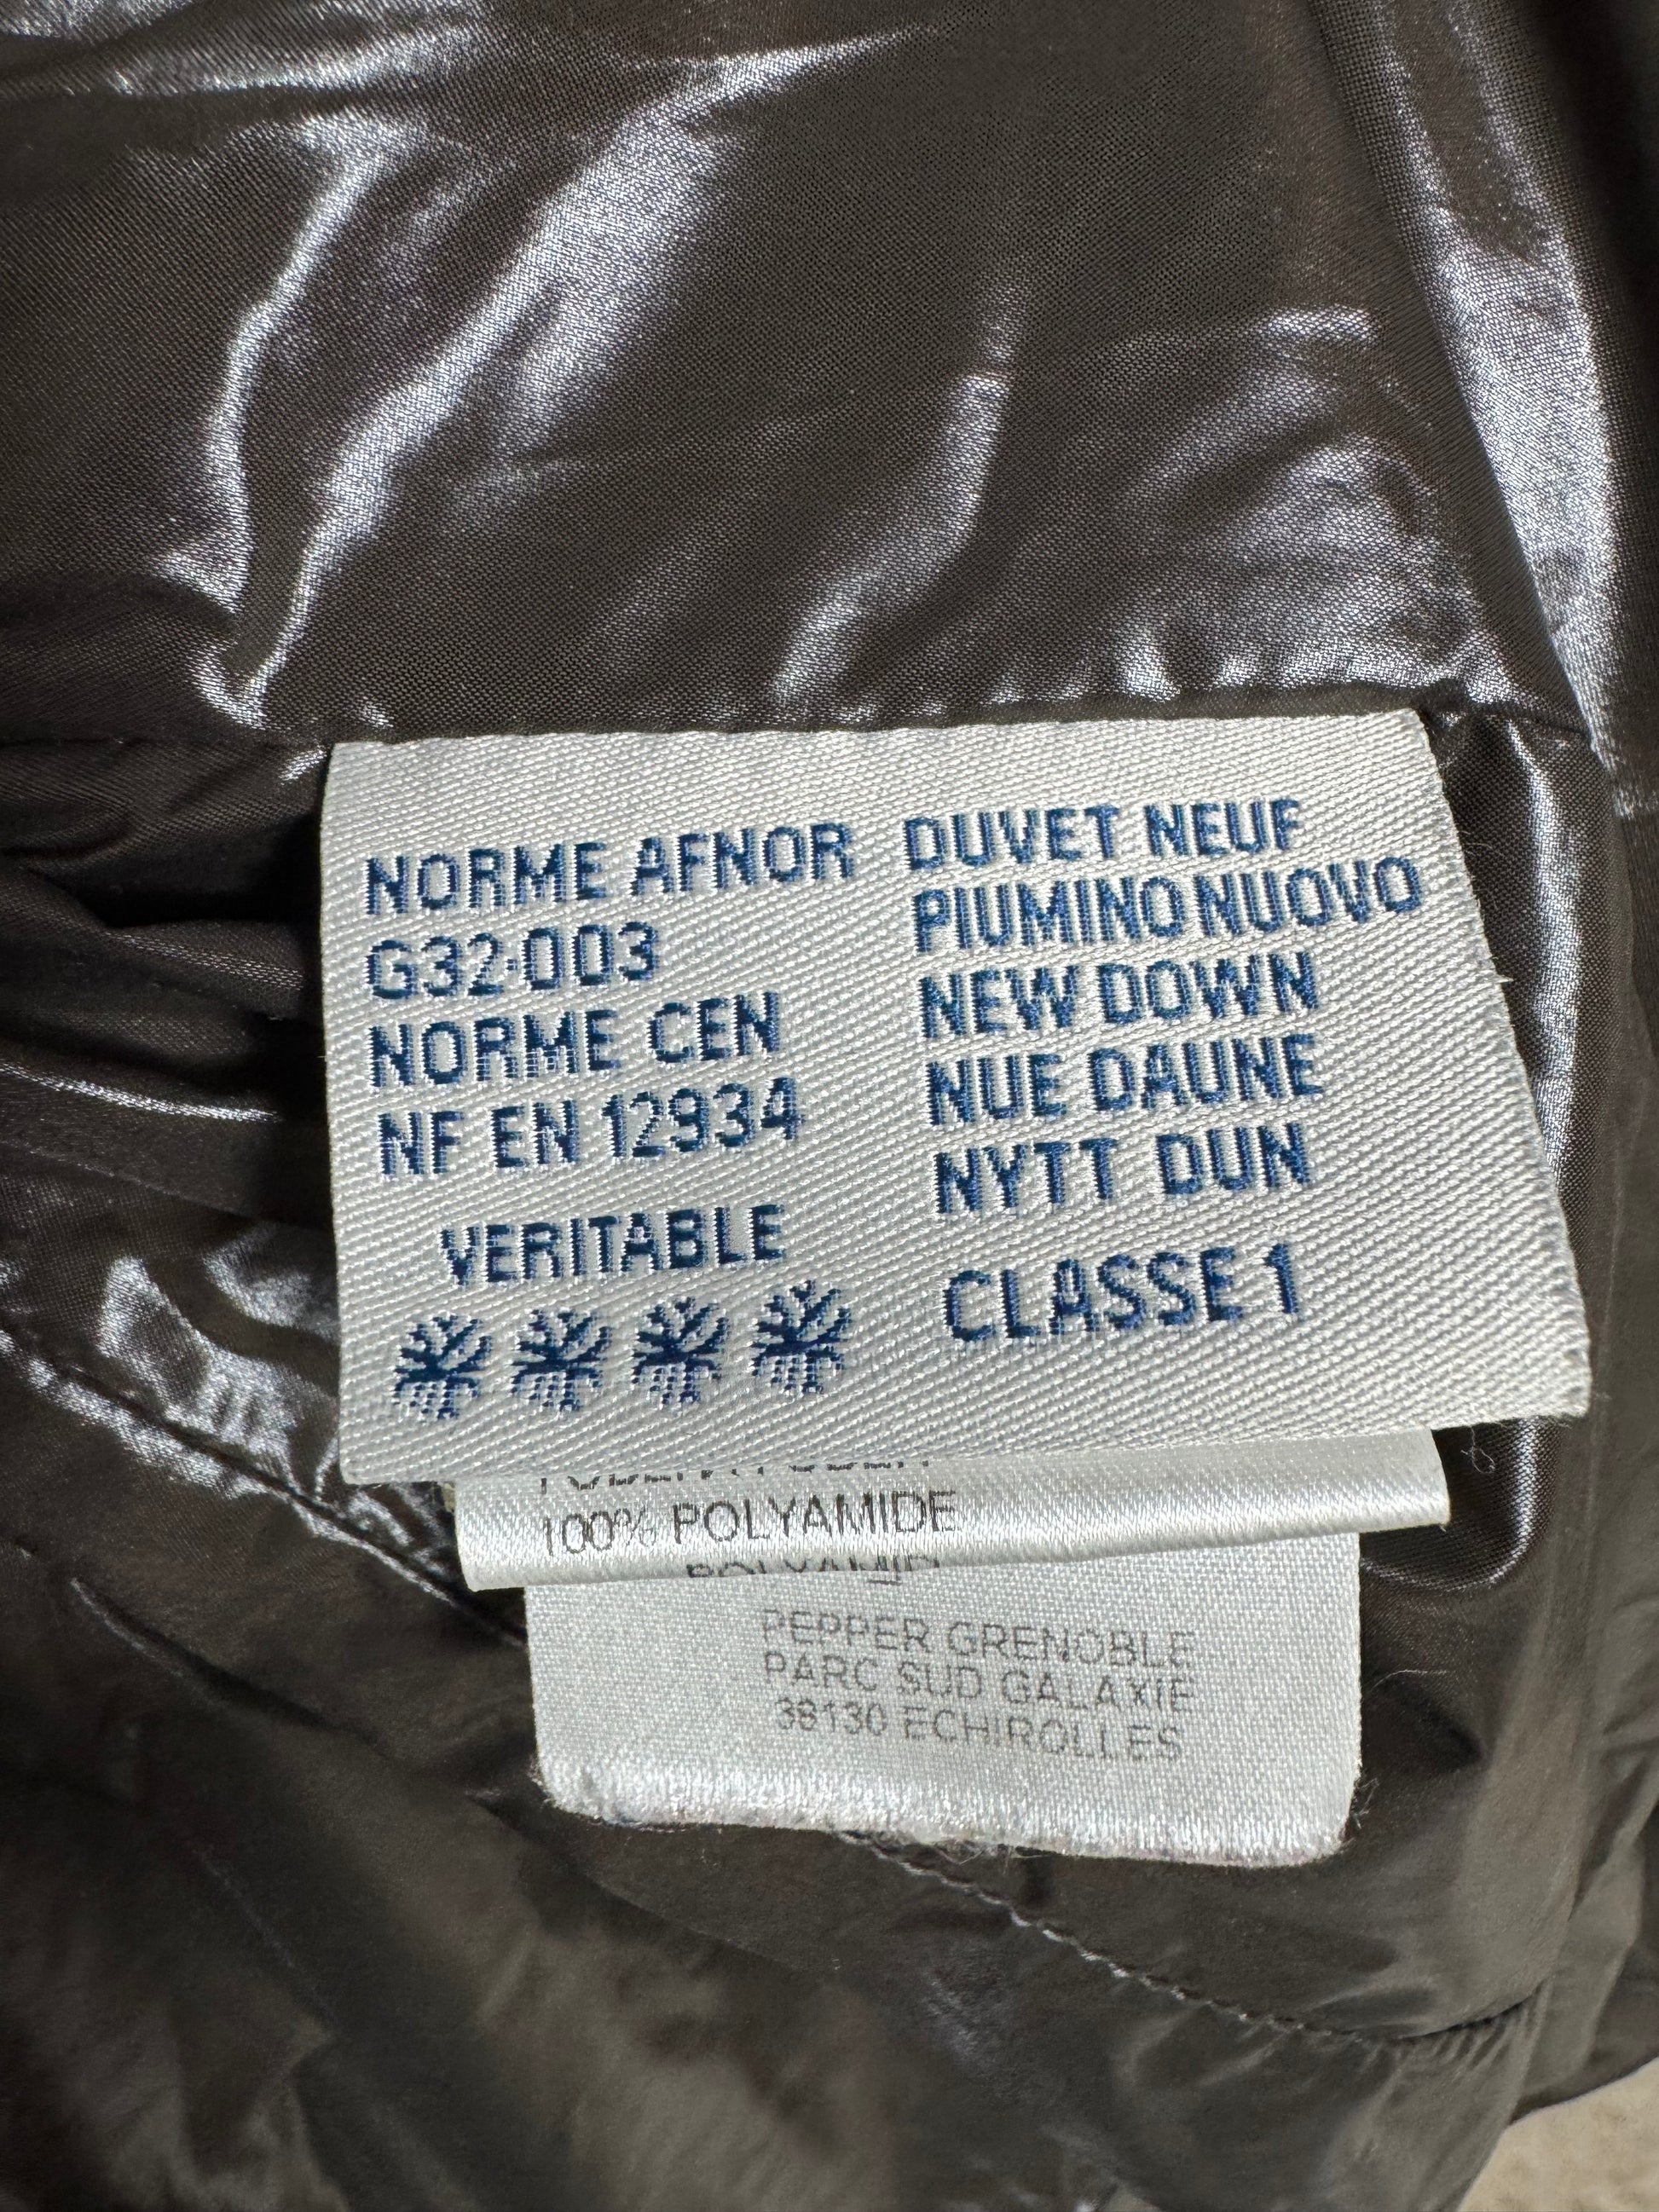 NORME AFNOR
G32-003
NORME CEN
NF EN 12934
VERITABLE
DUVET NEUF
PIUMINO NUOVO
NEW DOWN
NUE DAUNE
NYTT DUN
CLASSE 1
100% POLYAMIDE
PEPPER GRENOBLE
PARC SUD GALAXIE
38130 ECHIROLLES